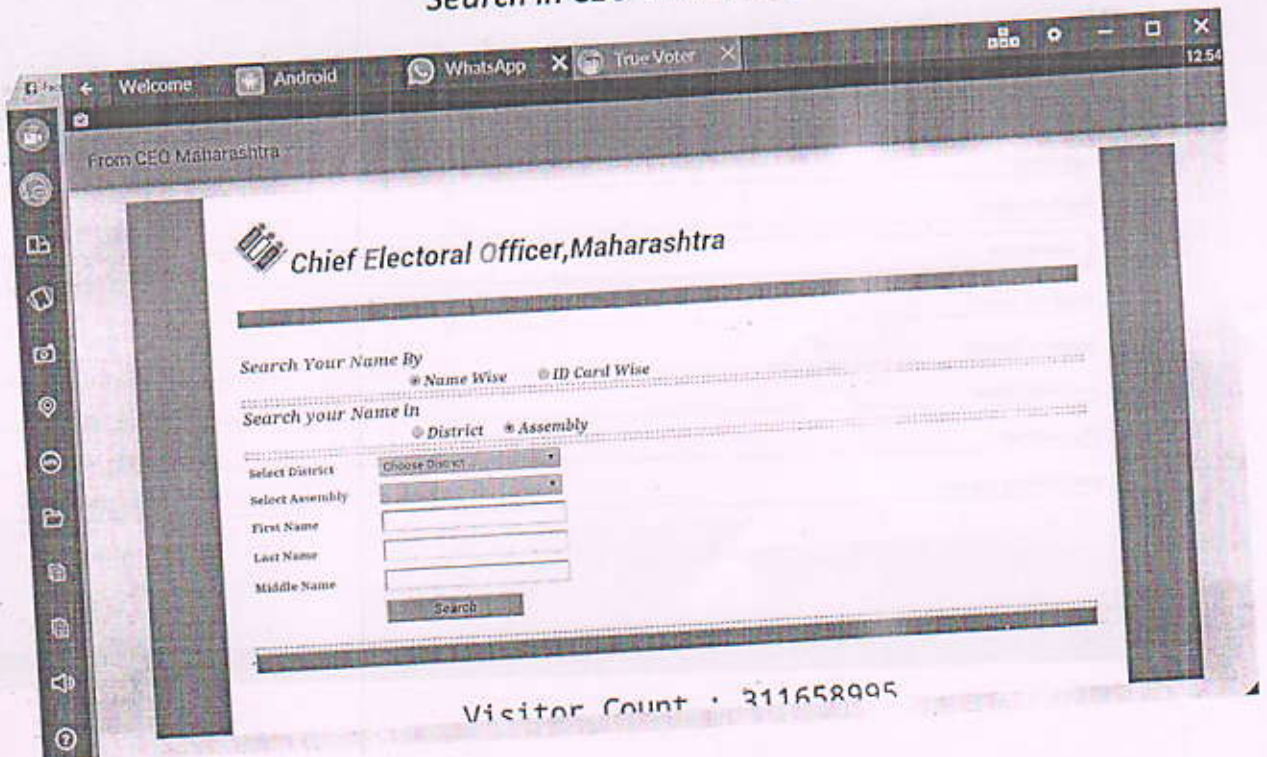 Search in
Welcome Android WhatsApp True Voter
12:54
From CEO Maharashtra
Chief Electoral Officer,Maharashtra
Search Your Name By
Name Wise ID Card Wise
Search your Name in
District Assembly
Select District Choose District
Select Assembly
First Name
Last Name
Middle Name
Search
Visitor Count : 311658995